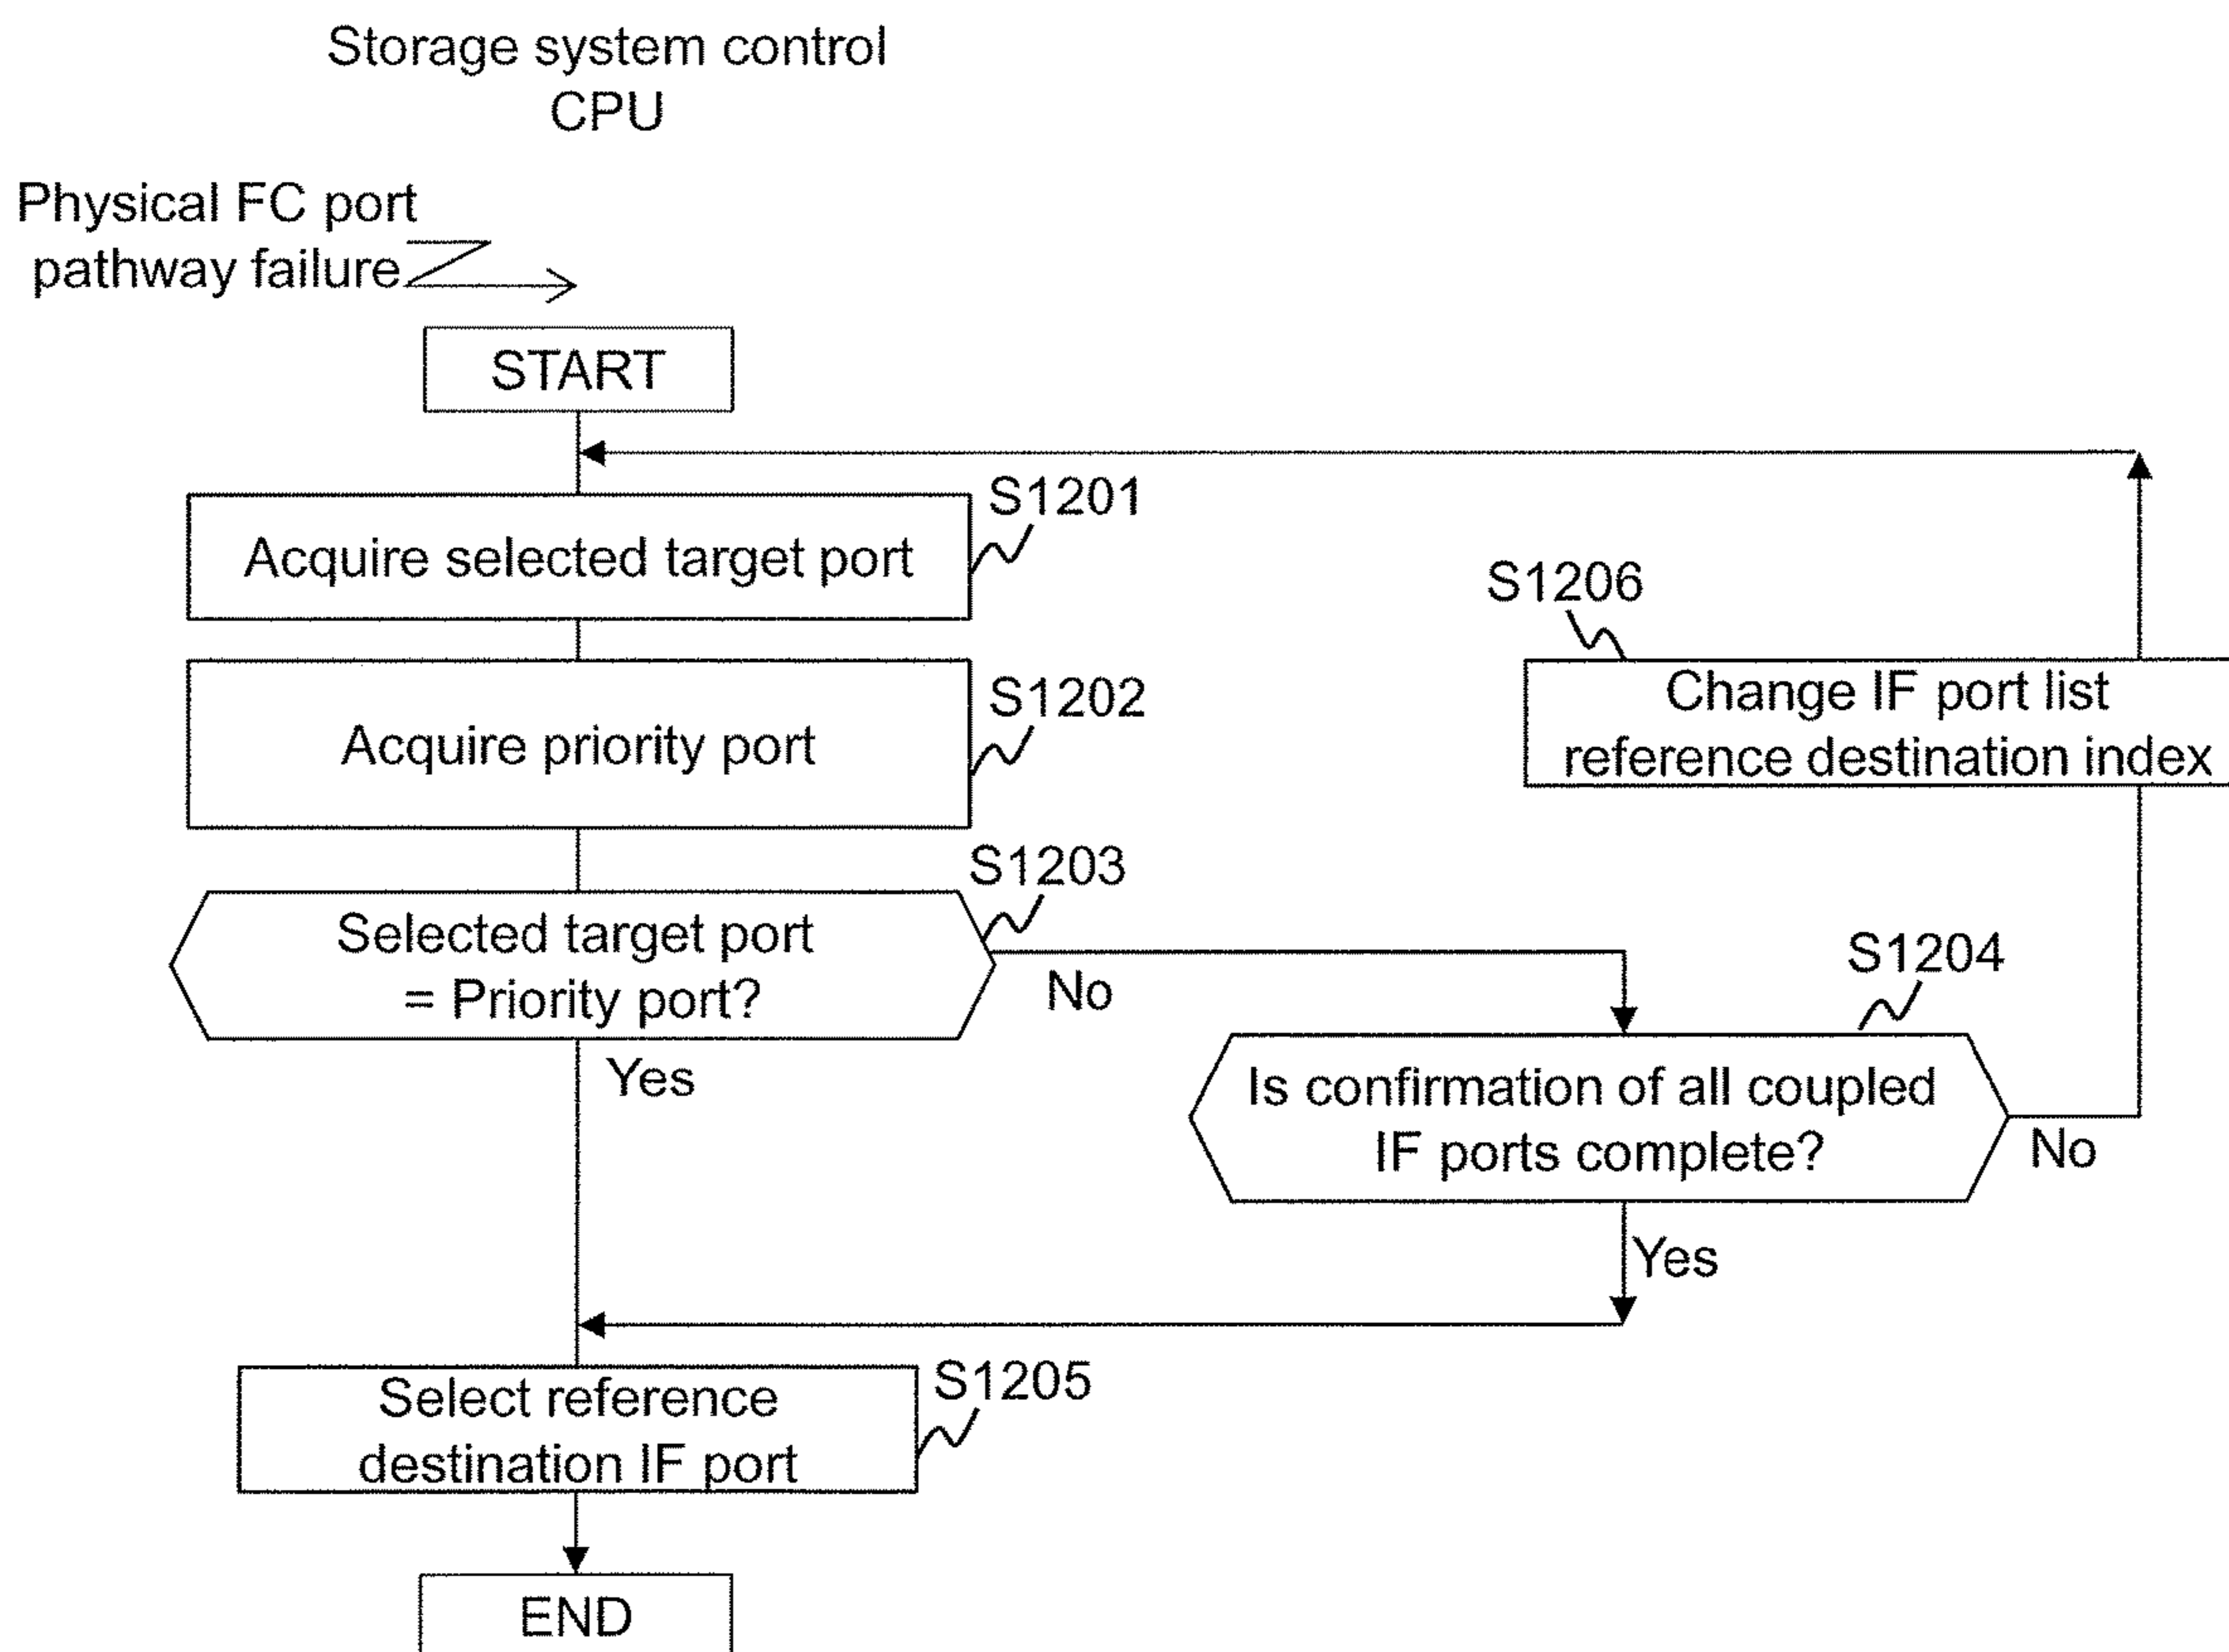 Storage system control
CPU
Physical FC port
pathway failure
START
S1201
Acquire selected target port
S1206
Change IF port list
reference destination index
S1202
Acquire priority port
S1203
Selected target port
= Priority port?
No
S1204
Is confirmation of all coupled
IF ports complete?
No
Yes
Yes
S1205
Select reference
destination IF port
END